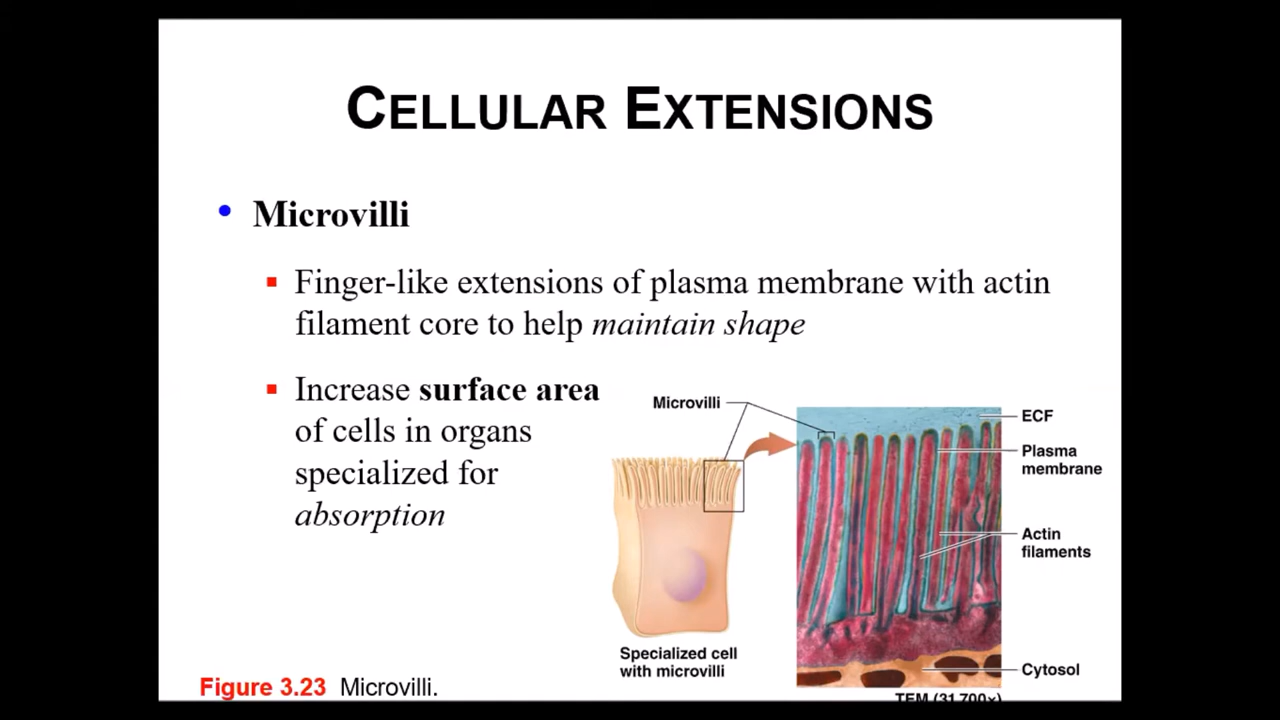 CELLULAR EXTENSIONS
• Microvilli
▪ Finger-like extensions of plasma membrane with actin
filament core to help maintain shape
▪ Increase surface area
of cells in organs
specialized for
absorption
Microvilli
ECF
Plasma
membrane
Actin
filaments
Specialized cell
with microvilli
Cytosol
Figure 3.23 Microvilli.
TEM (31,700x)